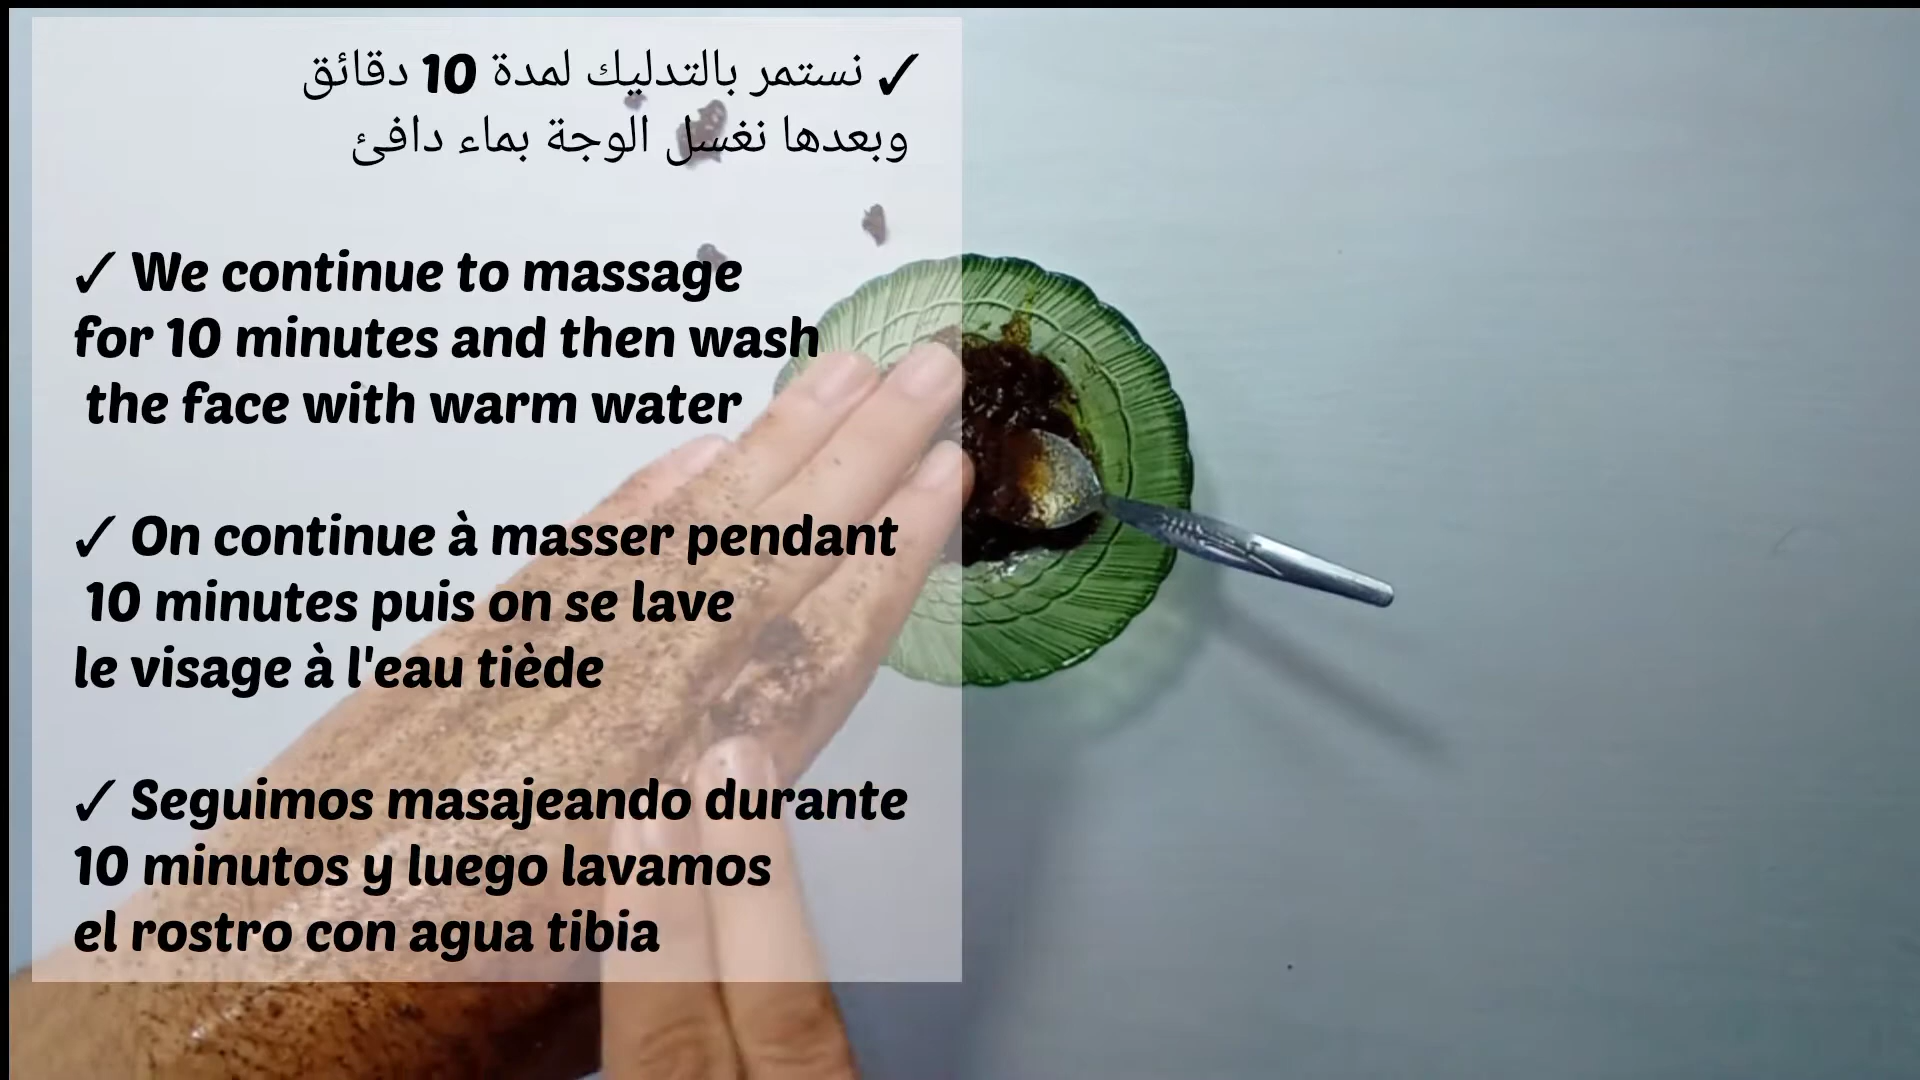 ✓ نستمر بالتدليك لمدة 10 دقائق
وبعدها نغسل الوجة بماء دافئ
✓ We continue to massage
for 10 minutes and then wash
the face with warm water
✓ On continue à masser pendant
10 minutes puis on se lave
le visage à l'eau tiède
✓ Seguimos masajeando durante
10 minutos y luego lavamos
el rostro con agua tibia